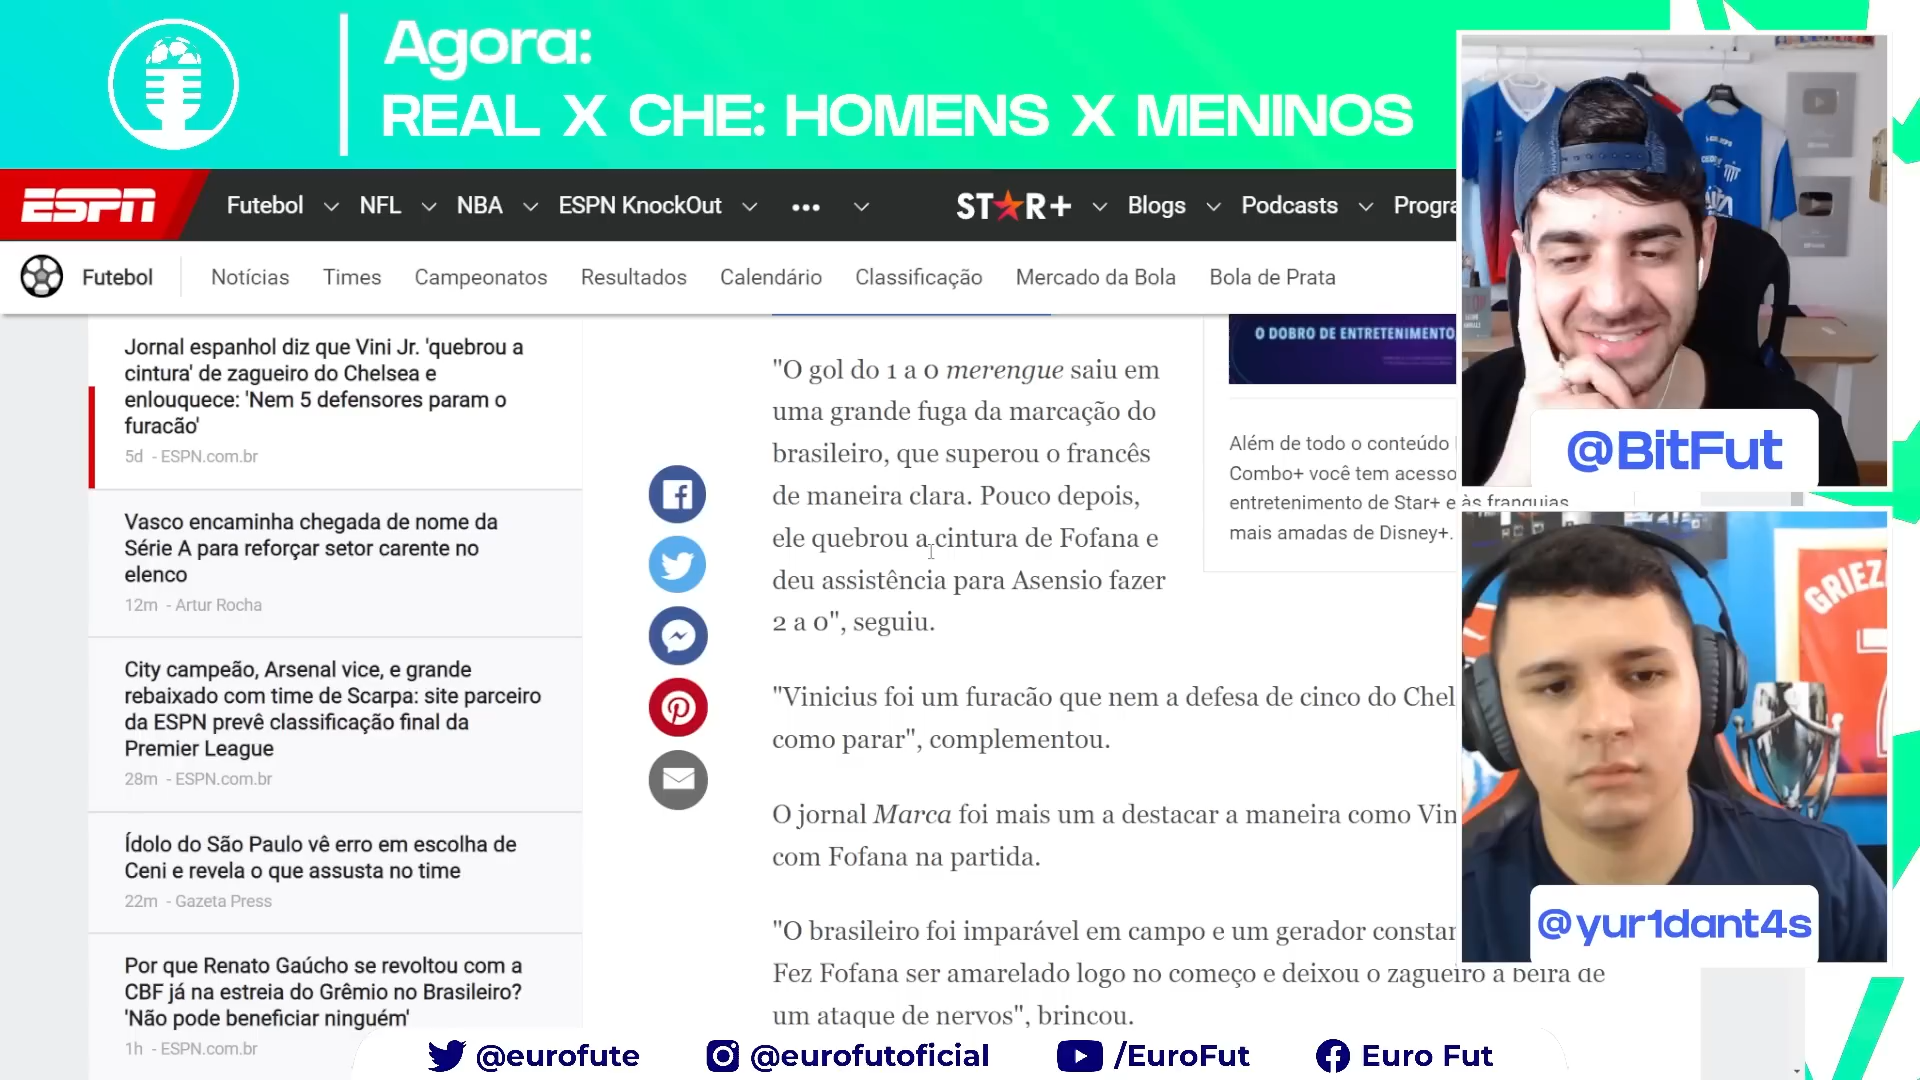 Agora:
REAL X CHE: HOMENS X MENINOS
ESPN
Futebol
NFL
NBA
ESPN KnockOut
STAR+
Blogs
Podcasts
Progra
Futebol
Notícias
Times
Campeonatos
Resultados
Calendário
Classificação
Mercado da Bola
Bola de Prata
Jornal espanhol diz que Vini Jr. 'quebrou a
cintura' de zagueiro do Chelsea e
enlouquece: 'Nem 5 defensores param o
furacão'
5d - ESPN.com.br
Vasco encaminha chegada de nome da
Série A para reforçar setor carente no
elenco
12m - Artur Rocha
City campeão, Arsenal vice, e grande
rebaixado com time de Scarpa: site parceiro
da ESPN prevê classificação final da
Premier League
28m - ESPN.com.br
Ídolo do São Paulo vê erro em escolha de
Ceni e revela o que assusta no time
22m - Gazeta Press
Por que Renato Gaúcho se revoltou com a
CBF já na estreia do Grêmio no Brasileiro?
'Não pode beneficiar ninguém'
1h - ESPN.com.br
"O gol do 1 a 0 merengue saiu em
uma grande fuga da marcação do
brasileiro, que superou o francês
de maneira clara. Pouco depois,
ele quebrou a cintura de Fofana e
deu assistência para Asensio fazer
2 a 0", seguiu.
"Vinicius foi um furacão que nem a defesa de cinco do Chel
como parar", complementou.
O jornal Marca foi mais um a destacar a maneira como Vin
com Fofana na partida.
"O brasileiro foi imparável em campo e um gerador constan
Fez Fofana ser amarelado logo no começo e deixou o zagueiro à beira de
um ataque de nervos", brincou.
O DOBRO DE ENTRETENIMENTO,
Além de todo o conteúdo
Combo+ você tem acesso
entretenimento de Star+ e às franquias
mais amadas de Disney+.
@BitFut
GRIEZ
@yur1dant4s
@eurofute
@eurofutoficial
/EuroFut
Euro Fut